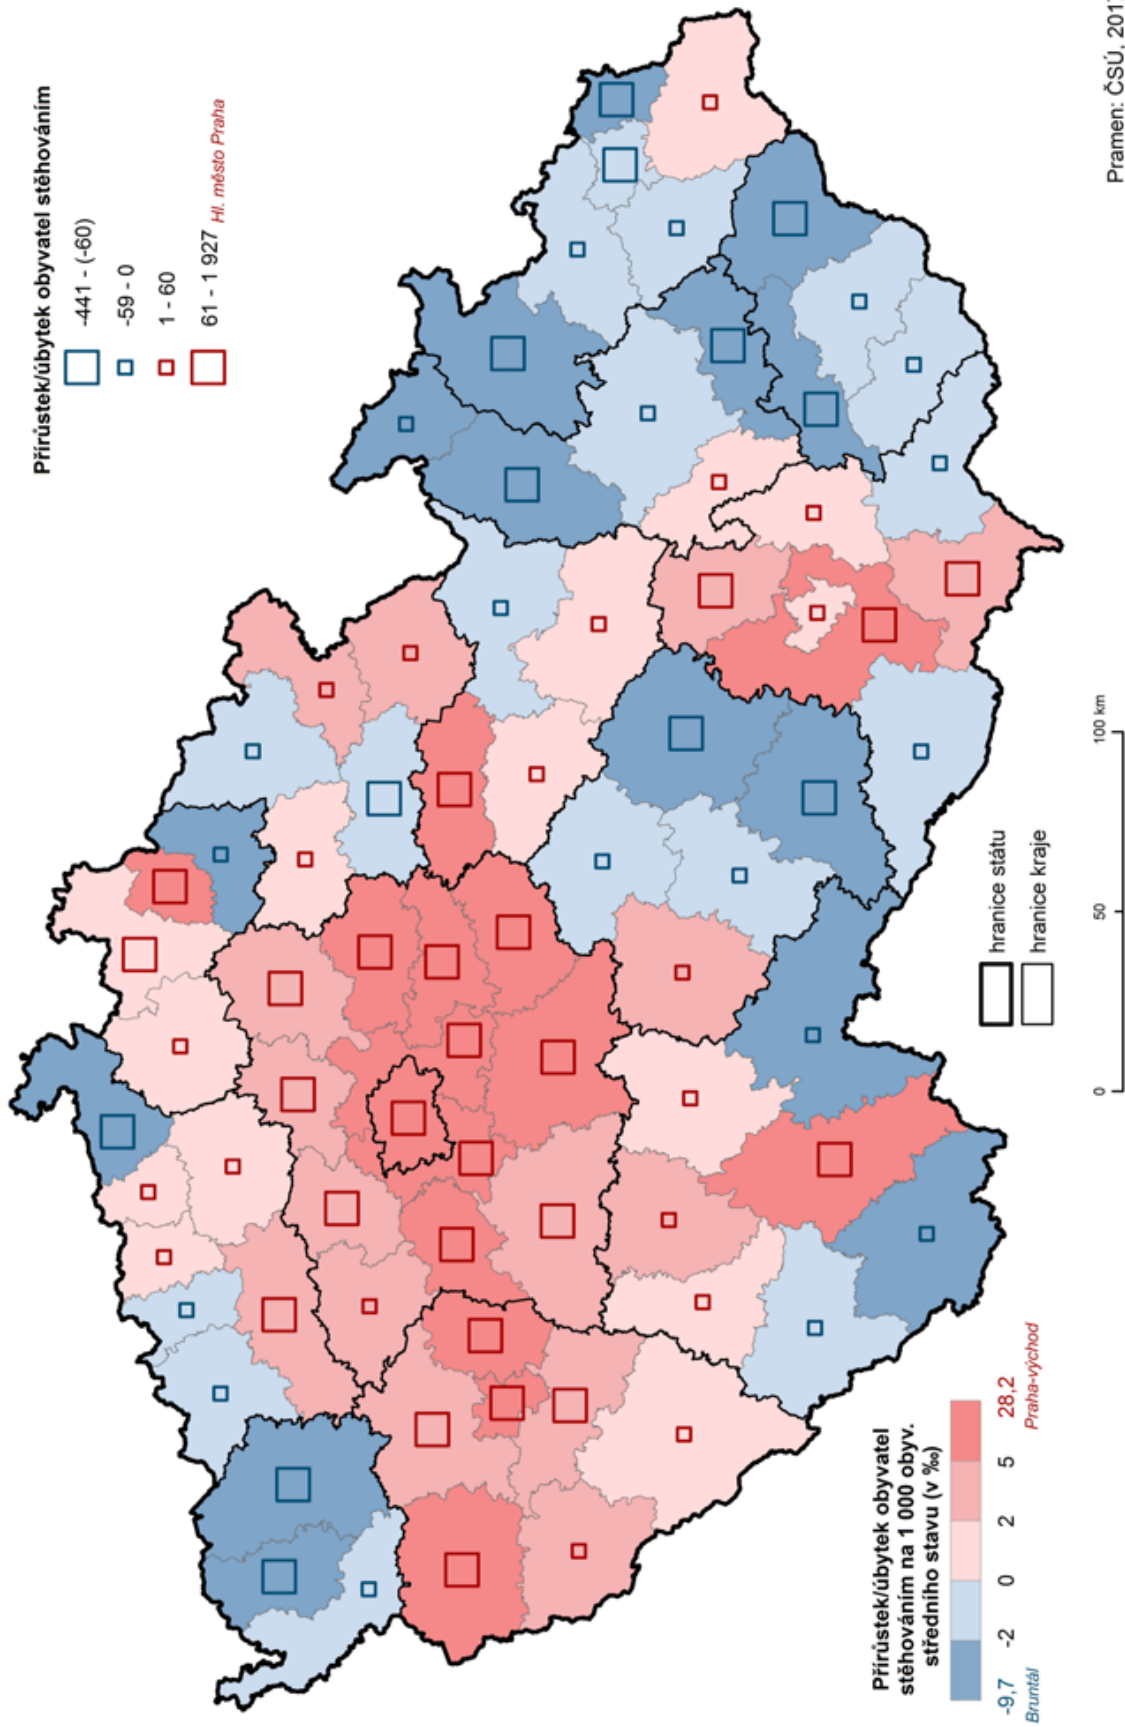 Přírůstek/úbytek obyvatel stěhováním
-441 - (-60)
-59 - 0
1 - 60
61 - 1 927 Hl. město Praha
Přírůstek/úbytek obyvatel
stěhováním na 1 000 obyv.
středního stavu (v ‰)
-9,7 -2 0 2 5 28,2
Bruntál Praha-východ
0 50 100 km
hranice státu
hranice kraje
Pramen: ČSÚ, 2017